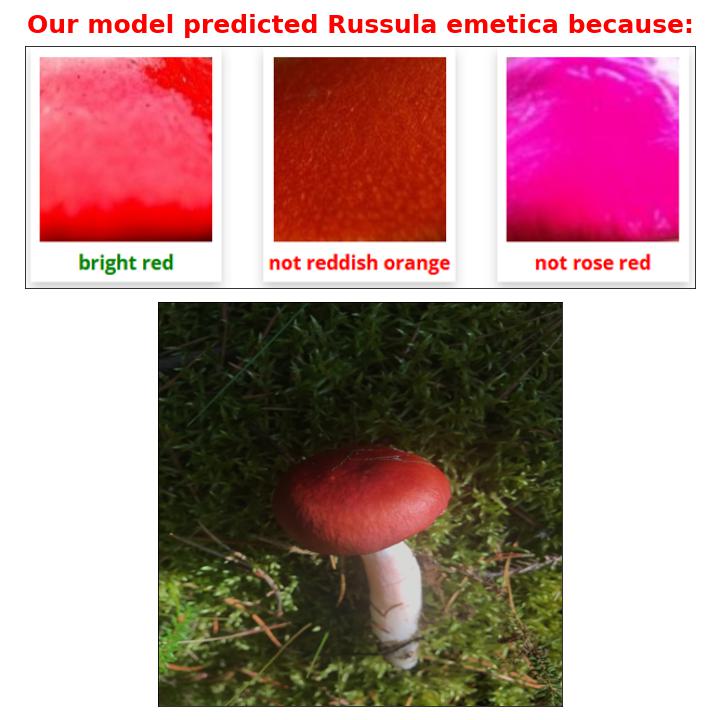 Our model predicted Russula emetica because:
bright red
not reddish orange
not rose red